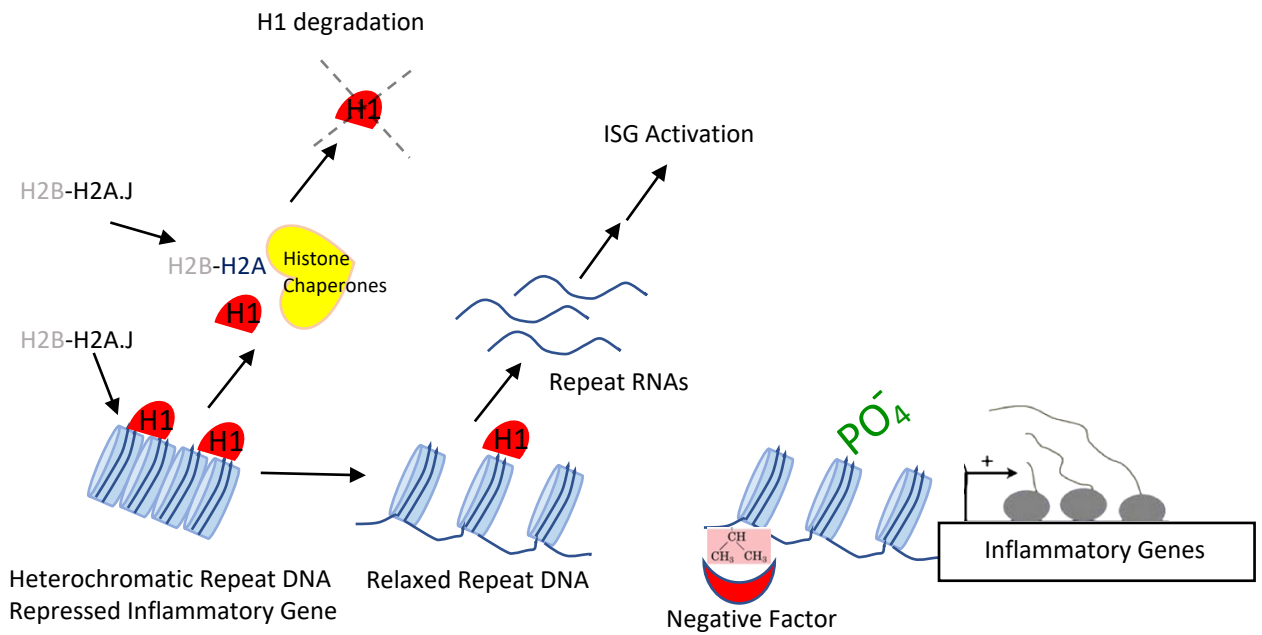 H1 degradation
H1
ISG Activation
H2B-H2A.J
H2B-H2A
Histone
Chaperones
H1
H2B-H2A.J
Repeat RNAs
H1
H1
H1
PO4-
+
CH
CH3 CH3
Inflammatory Genes
Heterochromatic Repeat DNA
Repressed Inflammatory Gene
Relaxed Repeat DNA
Negative Factor